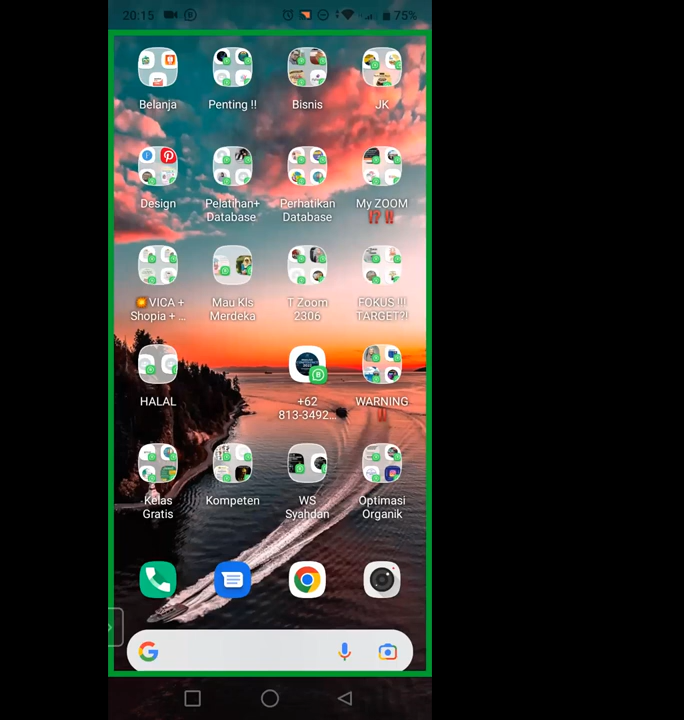 20:15 75%
Belanja Penting !! Bisnis JK
Design Pelatihan+ Perhatikan My ZOOM
Database Database ⁉️ ‼️
💥 VICA + Mau Kls T Zoom FOKUS !!!
Shopia + ... Merdeka 2306 TARGET?!
HALAL +62 WARNING
813-3492... ‼️
Kelas Kompeten WS Optimasi
Gratis Syahdan Organik